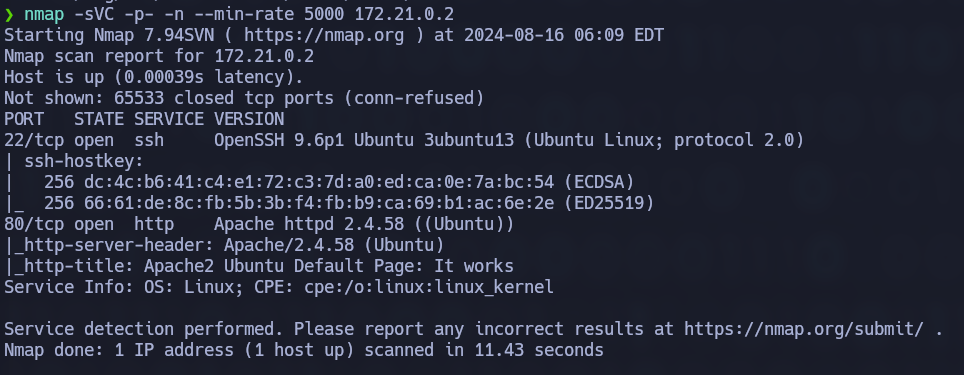 ❯ nmap -sVC -p- -n --min-rate 5000 172.21.0.2
Starting Nmap 7.94SVN ( https://nmap.org ) at 2024-08-16 06:09 EDT
Nmap scan report for 172.21.0.2
Host is up (0.00039s latency).
Not shown: 65533 closed tcp ports (conn-refused)
PORT   STATE SERVICE VERSION
22/tcp open  ssh     OpenSSH 9.6p1 Ubuntu 3ubuntu13 (Ubuntu Linux; protocol 2.0)
| ssh-hostkey:
|   256 dc:4c:b6:41:c4:e1:72:c3:7d:a0:ed:ca:0e:7a:bc:54 (ECDSA)
|_  256 66:61:de:8c:fb:5b:3b:f4:fb:b9:ca:69:b1:ac:6e:2e (ED25519)
80/tcp open  http    Apache httpd 2.4.58 ((Ubuntu))
|_http-server-header: Apache/2.4.58 (Ubuntu)
|_http-title: Apache2 Ubuntu Default Page: It works
Service Info: OS: Linux; CPE: cpe:/o:linux:linux_kernel

Service detection performed. Please report any incorrect results at https://nmap.org/submit/ .
Nmap done: 1 IP address (1 host up) scanned in 11.43 seconds